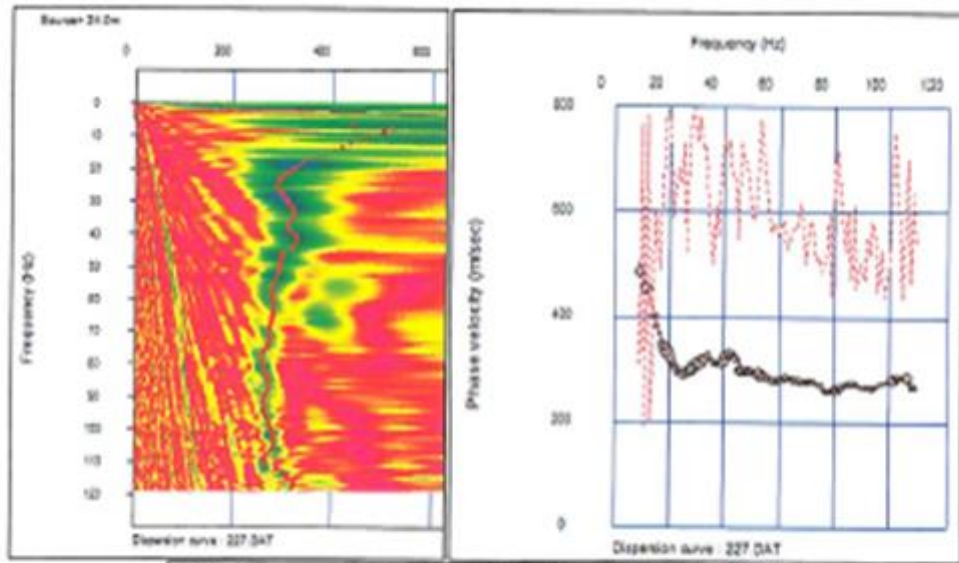 Source= 24.0m
0 200 400 600
0
10
20
30
40
50
60
70
80
90
100
110
120
Frequency (Hz)
Dispersion curve : 227.DAT
Frequency (Hz)
0 20 40 60 80 100 120
800
600
400
200
0
Phase velocity (m/sec)
Dispersion curve : 227.DAT